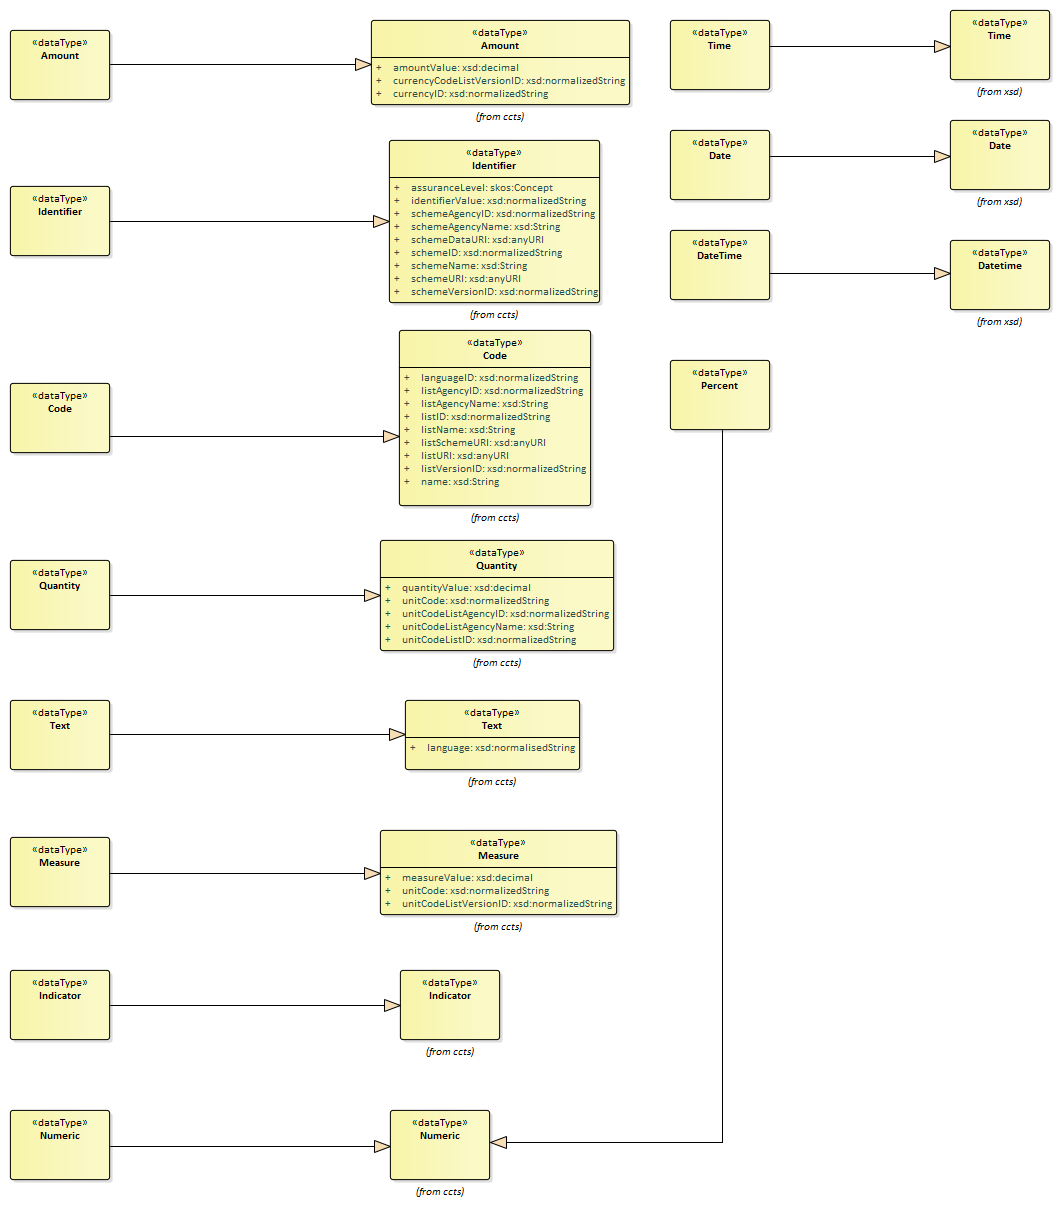 «dataType»
Amount
«dataType»
Amount
+ amountValue: xsd:decimal
+ currencyCodeListVersionID: xsd:normalizedString
+ currencyID: xsd:normalizedString
(from ccts)
«dataType»
Time
«dataType»
Time
(from xsd)
«dataType»
Identifier
«dataType»
Identifier
+ assuranceLevel: skos:Concept
+ identifierValue: xsd:normalizedString
+ schemeAgencyID: xsd:normalizedString
+ schemeAgencyName: xsd:String
+ schemeDataURI: xsd:anyURI
+ schemeID: xsd:normalizedString
+ schemeName: xsd:String
+ schemeURI: xsd:anyURI
+ schemeVersionID: xsd:normalizedString
(from ccts)
«dataType»
Date
«dataType»
Date
(from xsd)
«dataType»
DateTime
«dataType»
Datetime
(from xsd)
«dataType»
Code
«dataType»
Code
+ languageID: xsd:normalizedString
+ listAgencyID: xsd:normalizedString
+ listAgencyName: xsd:String
+ listID: xsd:normalizedString
+ listName: xsd:String
+ listSchemeURI: xsd:anyURI
+ listURI: xsd:anyURI
+ listVersionID: xsd:normalizedString
+ name: xsd:String
(from ccts)
«dataType»
Percent
«dataType»
Quantity
«dataType»
Quantity
+ quantityValue: xsd:decimal
+ unitCode: xsd:normalizedString
+ unitCodeListAgencyID: xsd:normalizedString
+ unitCodeListAgencyName: xsd:String
+ unitCodeListID: xsd:normalizedString
(from ccts)
«dataType»
Text
«dataType»
Text
+ language: xsd:normalisedString
(from ccts)
«dataType»
Measure
«dataType»
Measure
+ measureValue: xsd:decimal
+ unitCode: xsd:normalizedString
+ unitCodeListVersionID: xsd:normalizedString
(from ccts)
«dataType»
Indicator
«dataType»
Indicator
(from ccts)
«dataType»
Numeric
«dataType»
Numeric
(from ccts)